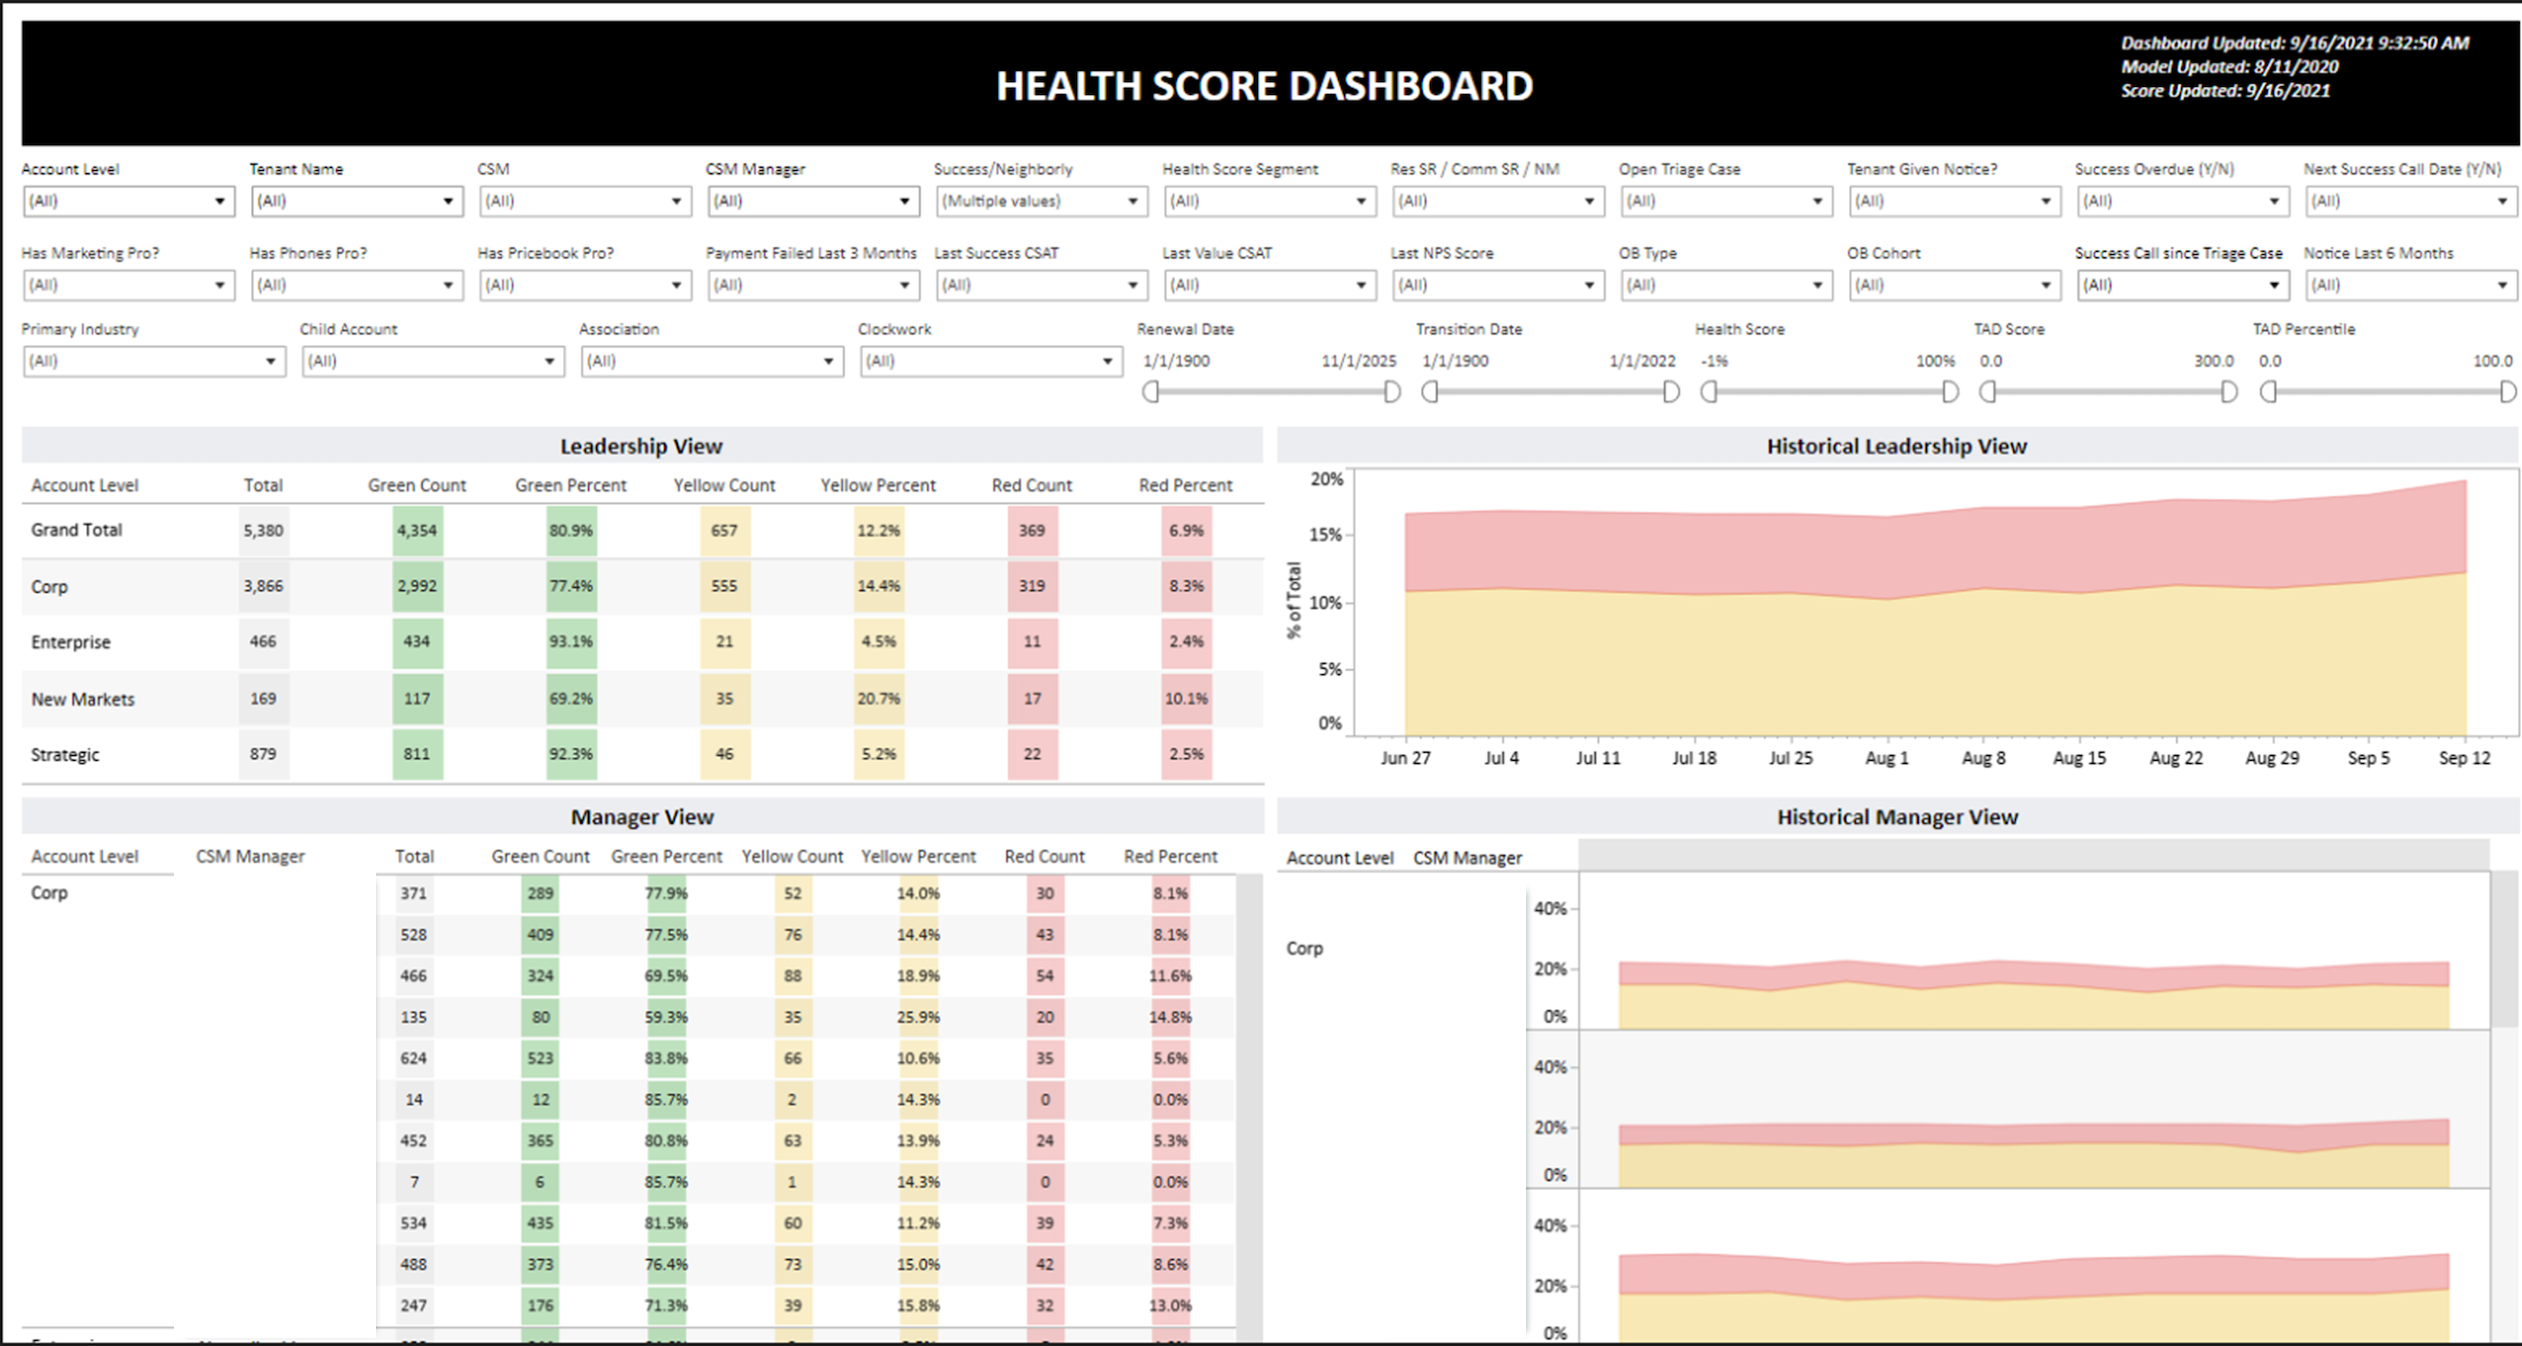 HEALTH SCORE DASHBOARD
Dashboard Updated: 9/16/2021 9:32:50 AM
Model Updated: 8/11/2020
Score Updated: 9/16/2021
Account Level Tenant Name CSM CSM Manager Success/Neighborly Health Score Segment Res SR / Comm SR / NM Open Triage Case Tenant Given Notice? Success Overdue (Y/N) Next Success Call Date (Y/N)
(All) (All) (All) (All) (Multiple values) (All) (All) (All) (All) (All) (All)
Has Marketing Pro? Has Phones Pro? Has Pricebook Pro? Payment Failed Last 3 Months Last Success CSAT Last Value CSAT Last NPS Score OB Type OB Cohort Success Call since Triage Case Notice Last 6 Months
(All) (All) (All) (All) (All) (All) (All) (All) (All) (All) (All)
Primary Industry Child Account Association Clockwork Renewal Date Transition Date Health Score TAD Score TAD Percentile
(All) (All) (All) (All) 1/1/1900 11/1/2025 1/1/1900 1/1/2022 -1% 100% 0.0 300.0 0.0 100.0
Leadership View
Account Level Total Green Count Green Percent Yellow Count Yellow Percent Red Count Red Percent
Grand Total 5,380 4,354 80.9% 657 12.2% 369 6.9%
Corp 3,866 2,992 77.4% 555 14.4% 319 8.3%
Enterprise 466 434 93.1% 21 4.5% 11 2.4%
New Markets 169 117 69.2% 35 20.7% 17 10.1%
Strategic 879 811 92.3% 46 5.2% 22 2.5%
Historical Leadership View
% of Total
20%
15%
10%
5%
0%
Jun 27 Jul 4 Jul 11 Jul 18 Jul 25 Aug 1 Aug 8 Aug 15 Aug 22 Aug 29 Sep 5 Sep 12
Manager View
Account Level CSM Manager Total Green Count Green Percent Yellow Count Yellow Percent Red Count Red Percent
Corp 371 289 77.9% 52 14.0% 30 8.1%
528 409 77.5% 76 14.4% 43 8.1%
466 324 69.5% 88 18.9% 54 11.6%
135 80 59.3% 35 25.9% 20 14.8%
624 523 83.8% 66 10.6% 35 5.6%
14 12 85.7% 2 14.3% 0 0.0%
452 365 80.8% 63 13.9% 24 5.3%
7 6 85.7% 1 14.3% 0 0.0%
534 435 81.5% 60 11.2% 39 7.3%
488 373 76.4% 73 15.0% 42 8.6%
247 176 71.3% 39 15.8% 32 13.0%
Historical Manager View
Account Level CSM Manager
Corp
40%
20%
0%
40%
20%
0%
40%
20%
0%